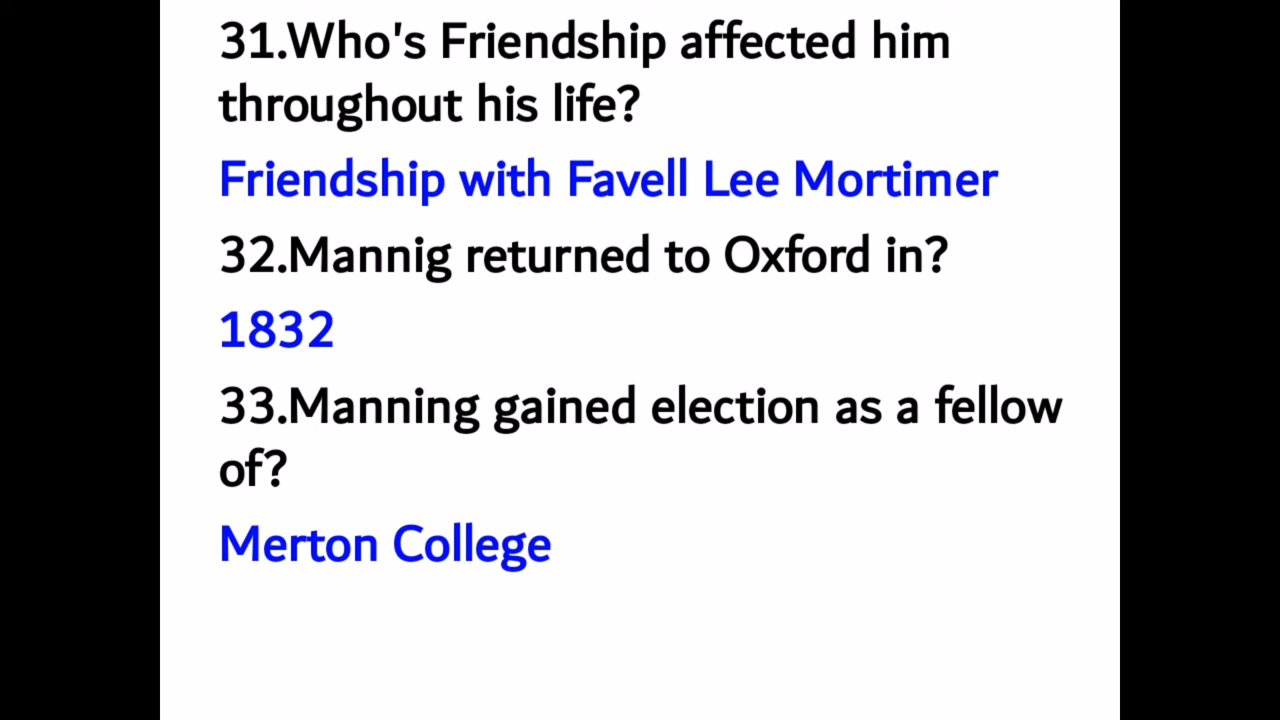 31.Who's Friendship affected him
throughout his life?
Friendship with Favell Lee Mortimer
32.Mannig returned to Oxford in?
1832
33.Manning gained election as a fellow
of?
Merton College